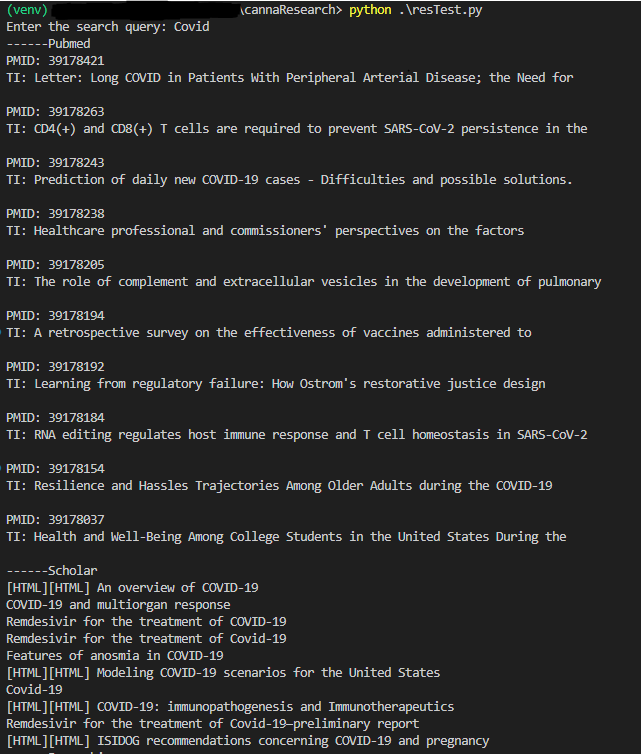 (venv) \cannaResearch> python .\resTest.py
Enter the search query: Covid
------Pubmed
PMID: 39178421
TI: Letter: Long COVID in Patients With Peripheral Arterial Disease; the Need for
PMID: 39178263
TI: CD4(+) and CD8(+) T cells are required to prevent SARS-CoV-2 persistence in the
PMID: 39178243
TI: Prediction of daily new COVID-19 cases - Difficulties and possible solutions.
PMID: 39178238
TI: Healthcare professional and commissioners' perspectives on the factors
PMID: 39178205
TI: The role of complement and extracellular vesicles in the development of pulmonary
PMID: 39178194
TI: A retrospective survey on the effectiveness of vaccines administered to
PMID: 39178192
TI: Learning from regulatory failure: How Ostrom's restorative justice design
PMID: 39178184
TI: RNA editing regulates host immune response and T cell homeostasis in SARS-CoV-2
PMID: 39178154
TI: Resilience and Hassles Trajectories Among Older Adults during the COVID-19
PMID: 39178037
TI: Health and Well-Being Among College Students in the United States During the
------Scholar
[HTML][HTML] An overview of COVID-19
COVID-19 and multiorgan response
Remdesivir for the treatment of COVID-19
Remdesivir for the treatment of Covid-19
Features of anosmia in COVID-19
[HTML][HTML] Modeling COVID-19 scenarios for the United States
Covid-19
[HTML][HTML] COVID-19: immunopathogenesis and Immunotherapeutics
Remdesivir for the treatment of Covid-19—preliminary report
[HTML][HTML] ISIDOG recommendations concerning COVID-19 and pregnancy